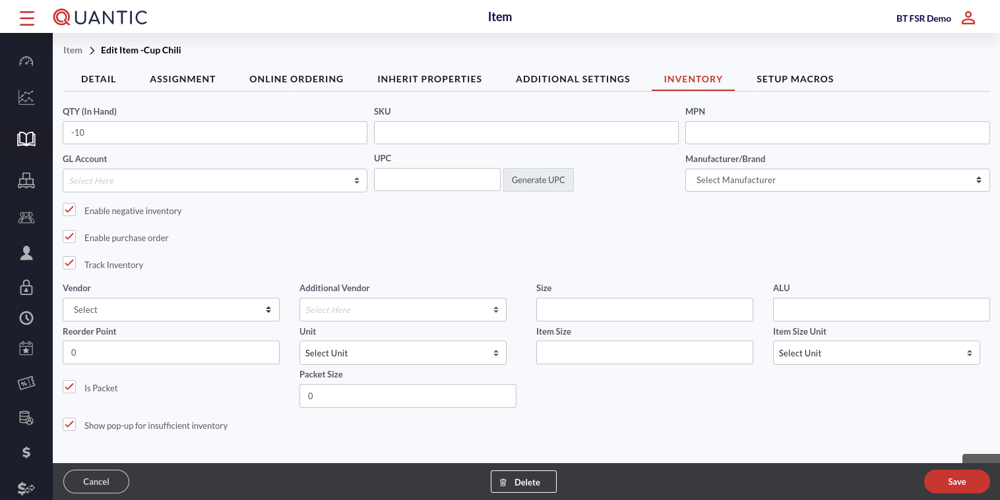 QUANTIC
Item
BT FSR Demo
Item > Edit Item -Cup Chili
DETAIL ASSIGNMENT ONLINE ORDERING INHERIT PROPERTIES ADDITIONAL SETTINGS INVENTORY SETUP MACROS
QTY (In Hand) SKU MPN
-10
GL Account UPC Manufacturer/Brand
Select Here Generate UPC Select Manufacturer
Enable negative inventory
Enable purchase order
Track Inventory
Vendor Additional Vendor Size ALU
Select Select Here
Reorder Point Unit Item Size Item Size Unit
0 Select Unit Select Unit
Packet Size
Is Packet
0
Show pop-up for insufficient inventory
Cancel Delete Save